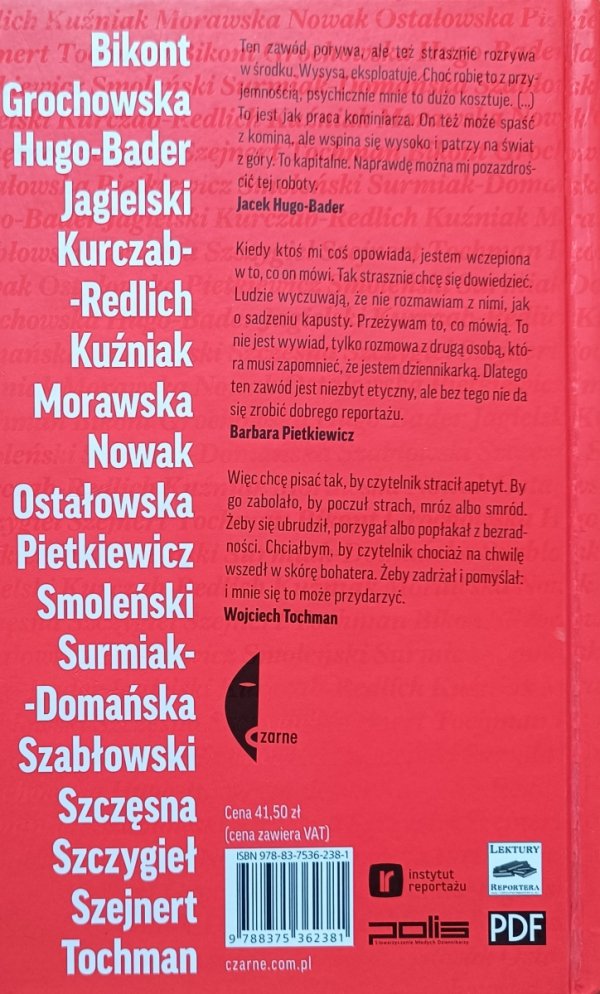 Bikont
Grochowska
Hugo-Bader
Jagielski
Kurczab-
-Redlich
Kuźniak
Morawska
Nowak
Ostałowska
Pietkiewicz
Smoleński
Surmiak-
-Domańska
Szabłowski
Szczęsna
Szczygieł
Szejnert
Tochman
Ten zawód porywa, ale też strasznie rozrywa
w środku. Wysysa, eksploatuje. Choć robię to z przy-
jemnością, psychicznie mnie to dużo kosztuje. (...)
To jest jak praca kominiarza. On też może spaść
z komina, ale wspina się wysoko i patrzy na świat
z góry. To kapitalne. Naprawdę można mi pozazdro-
ścić tej roboty.
Jacek Hugo-Bader
Kiedy ktoś mi coś opowiada, jestem wczepiona
w to, co on mówi. Tak strasznie chcę się dowiedzieć.
Ludzie wyczuwają, że nie rozmawiam z nimi, jak
o sadzeniu kapusty. Przeżywam to, co mówią. To
nie jest wywiad, tylko rozmowa z drugą osobą, któ-
ra musi zapomnieć, że jestem dziennikarką. Dlatego
ten zawód jest niezbyt etyczny, ale bez tego nie da
się zrobić dobrego reportażu.
Barbara Pietkiewicz
Więc chcę pisać tak, by czytelnik stracił apetyt. By
go zabolało, by poczuł strach, mróz albo smród.
Żeby się ubrudził, porzygał albo popłakał z bezrad-
ności. Chciałbym, by czytelnik chociaż na chwilę
wszedł w skórę bohatera. Żeby zadrżał i pomyślał:
i mnie się to może przydarzyć.
Wojciech Tochman
czarne
Cena 41,50 zł
(cena zawiera VAT)
ISBN 978-83-7536-238-1
9 788375 362381
czarne.com.pl
instytut
reportażu
polis
Stowarzyszenie Młodych Dziennikarzy
LEKTURY
REPORTERA
PDF